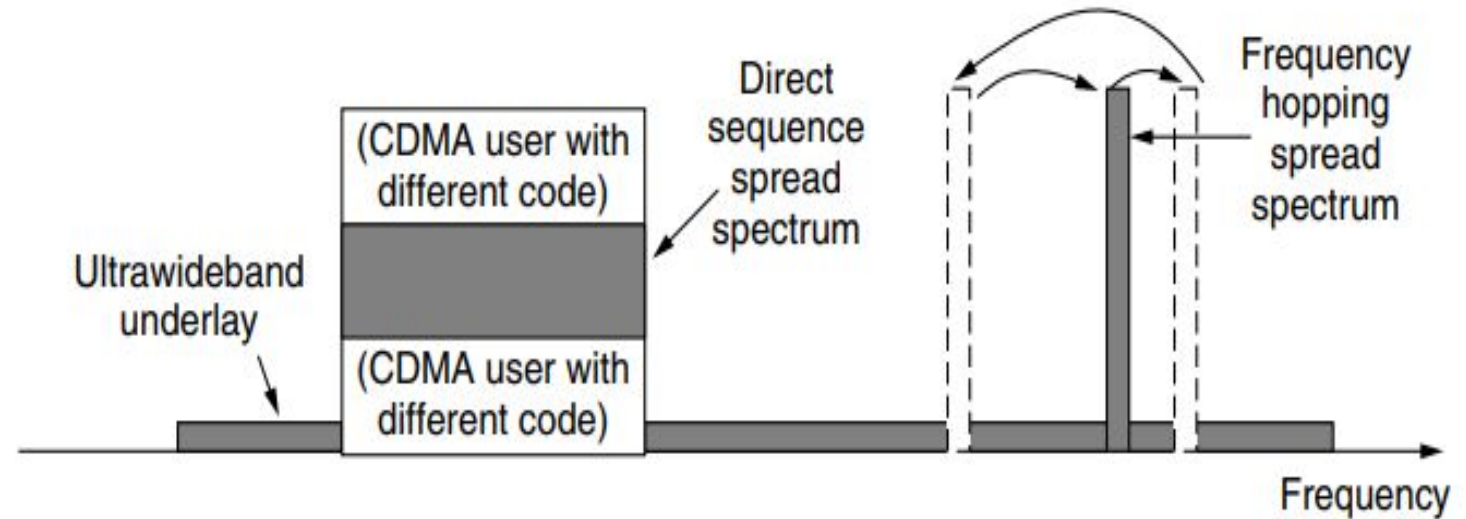 Ultrawideband
underlay
(CDMA user with
different code)
(CDMA user with
different code)
Direct
sequence
spread
spectrum
Frequency
hopping
spread
spectrum
Frequency